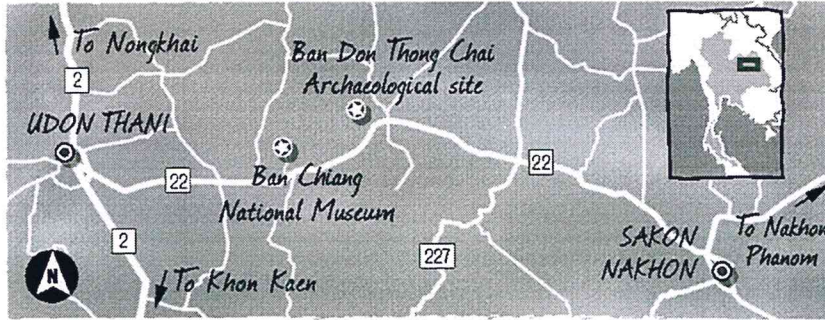 To Nongkhai
2
UDON THANI
Ban Don Thong Chai
Archaeological site
22
Ban Chiang
National Museum
22
2
227
To Khon Kaen
SAKON
NAKHON
To Nakhon
Phanom
N